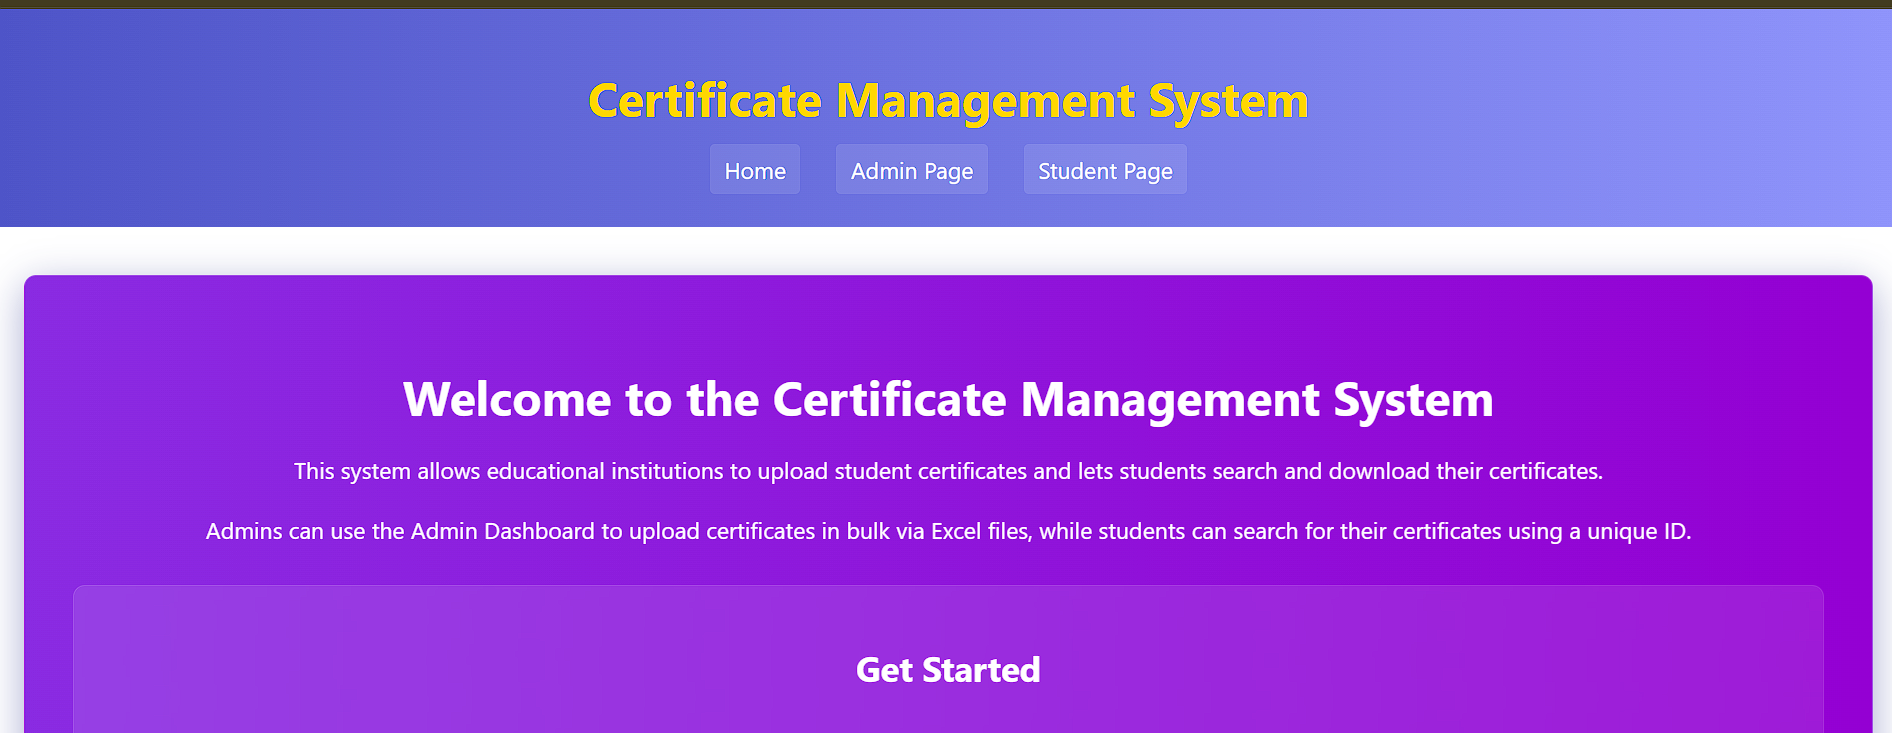 Certificate Management System
Home Admin Page Student Page
Welcome to the Certificate Management System
This system allows educational institutions to upload student certificates and lets students search and download their certificates.
Admins can use the Admin Dashboard to upload certificates in bulk via Excel files, while students can search for their certificates using a unique ID.
Get Started